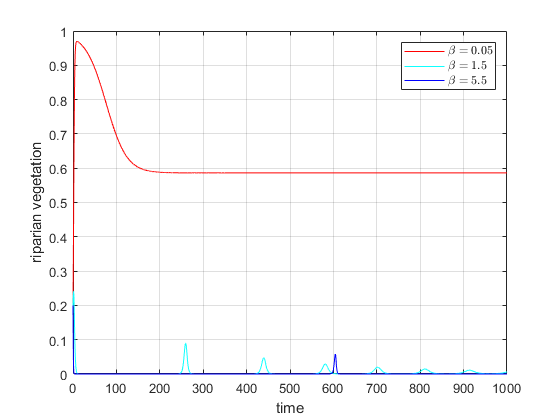 1
0.9
0.8
0.7
0.6
0.5
0.4
0.3
0.2
0.1
0
riparian vegetation
β = 0.05
β = 1.5
β = 5.5
0 100 200 300 400 500 600 700 800 900 1000
time